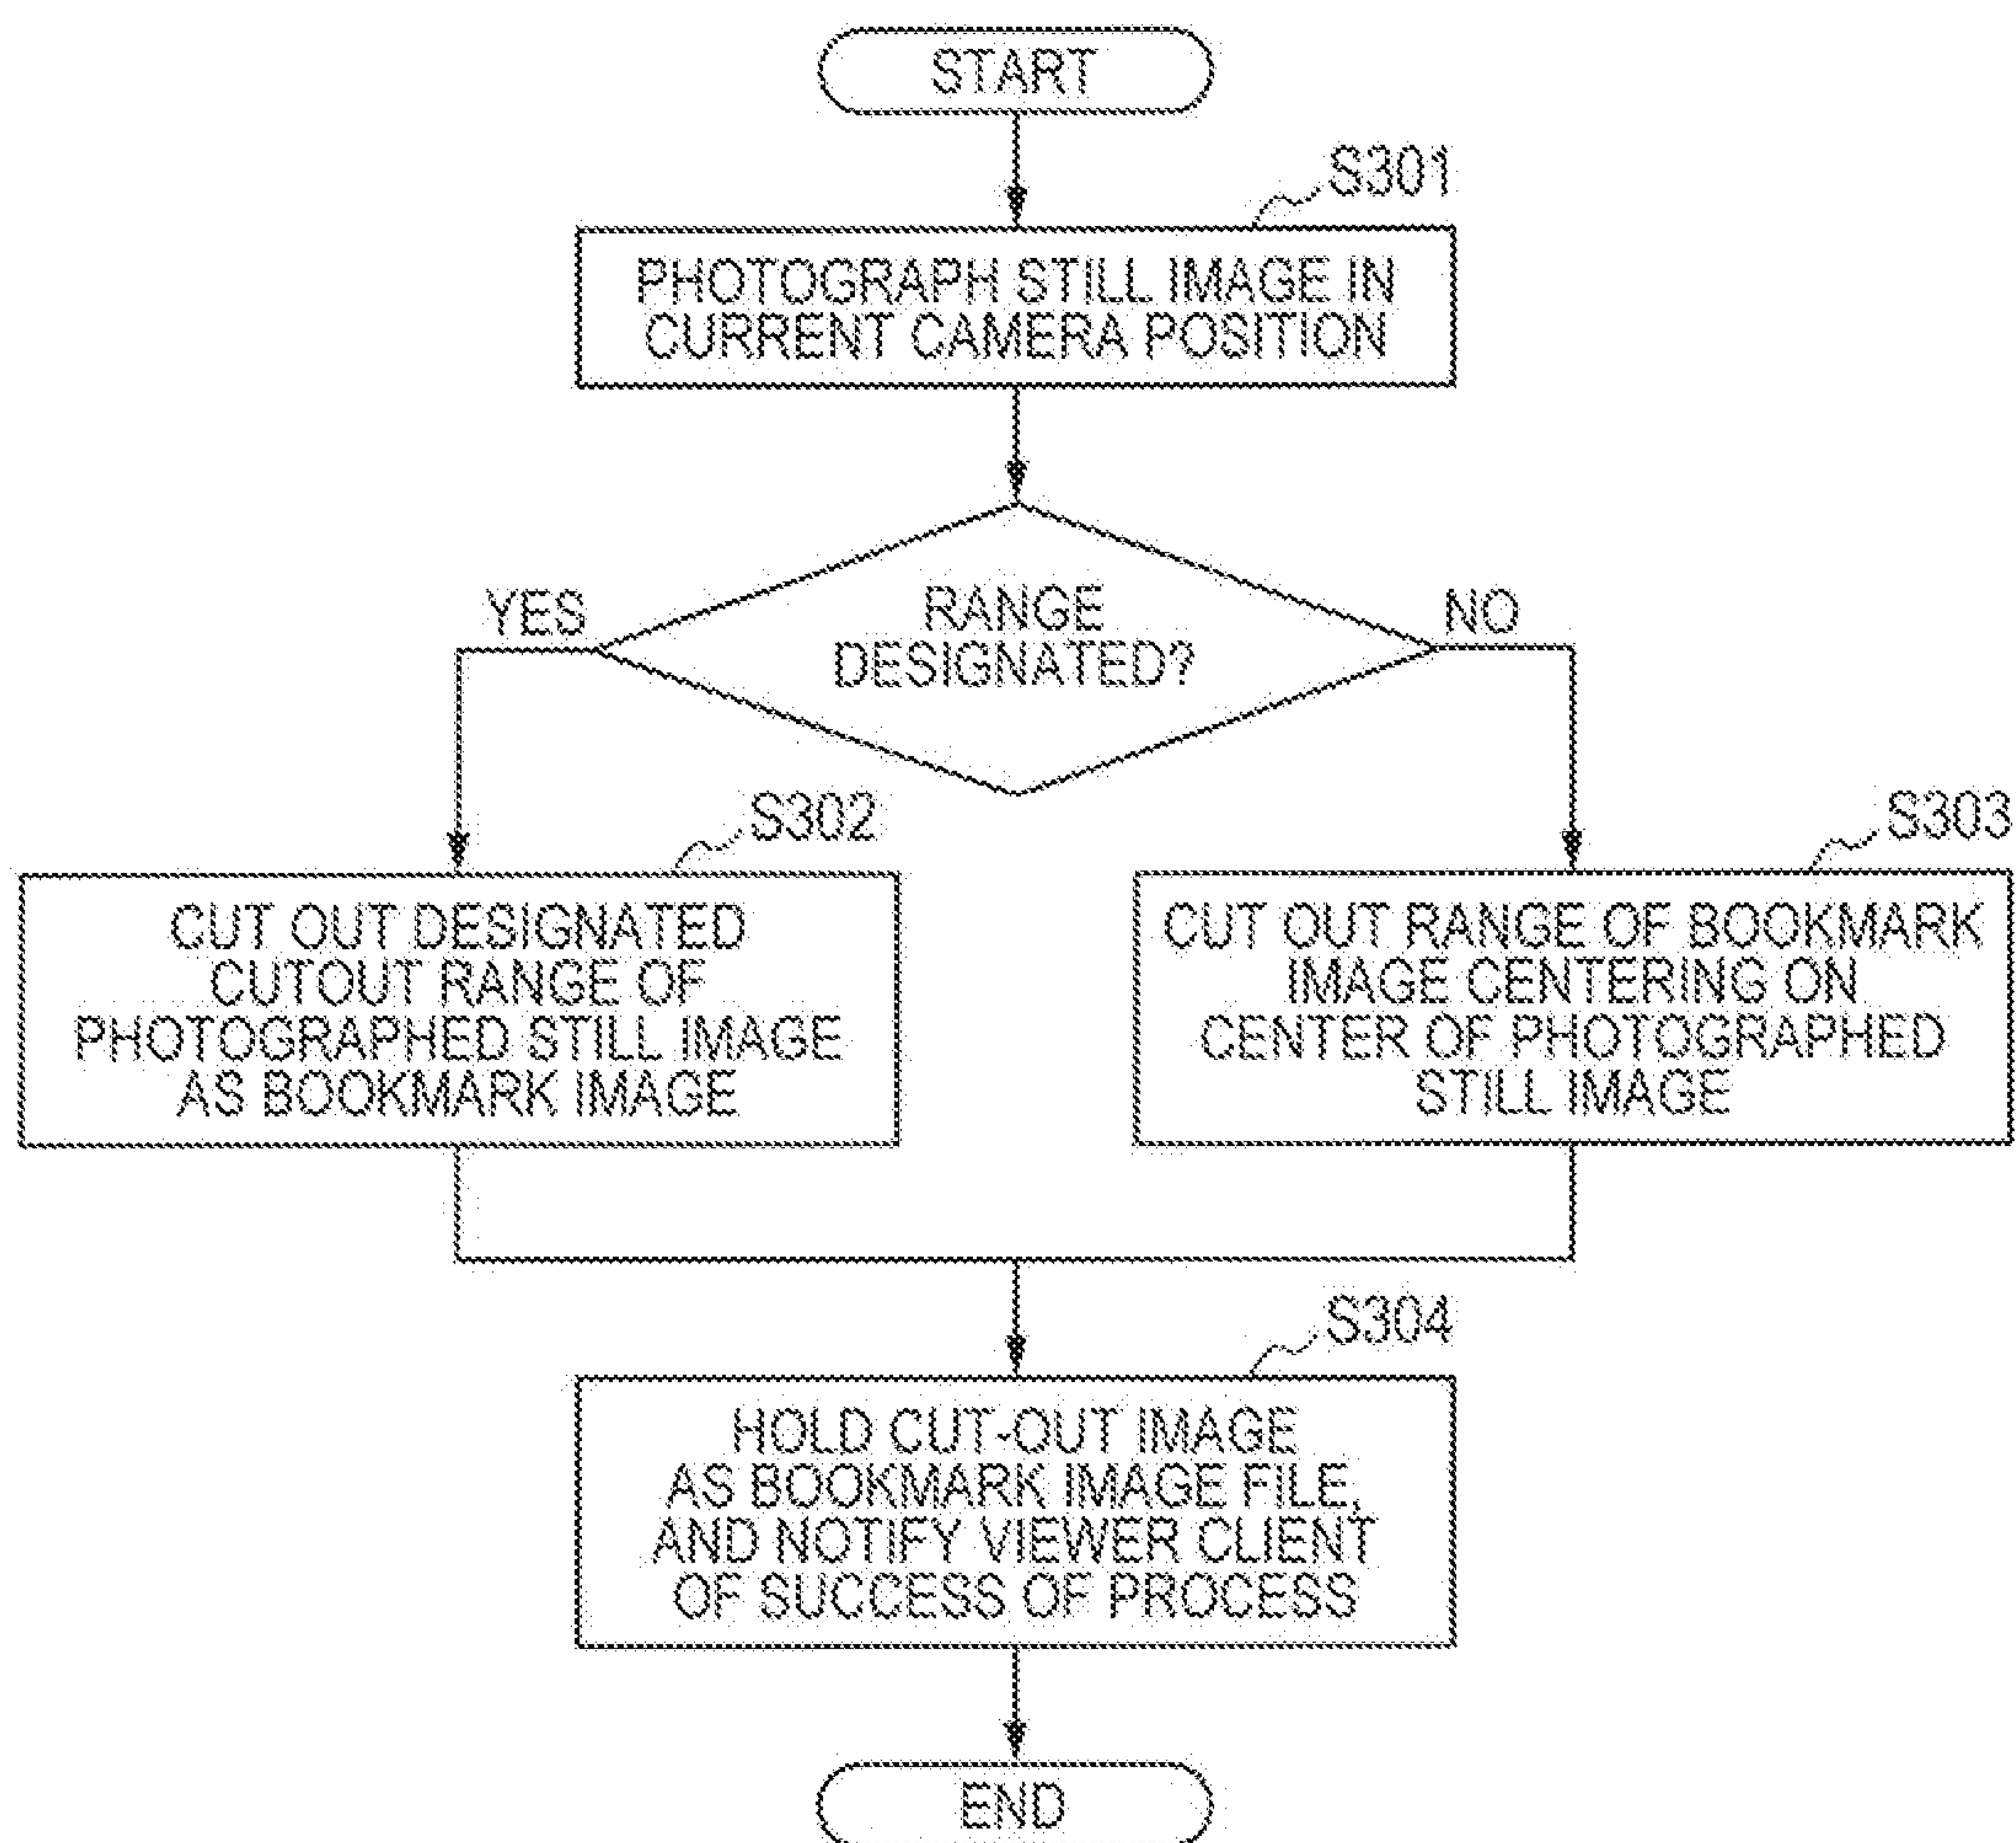 START
S301
PHOTOGRAPH STILL IMAGE IN
CURRENT CAMERA POSITION
YES
RANGE
DESIGNATED?
NO
S302
CUT OUT DESIGNATED
CUTOUT RANGE OF
PHOTOGRAPHED STILL IMAGE
AS BOOKMARK IMAGE
S303
CUT OUT RANGE OF BOOKMARK
IMAGE CENTERING ON
CENTER OF PHOTOGRAPHED
STILL IMAGE
S304
HOLD CUT-OUT IMAGE
AS BOOKMARK IMAGE FILE,
AND NOTIFY VIEWER CLIENT
OF SUCCESS OF PROCESS
END